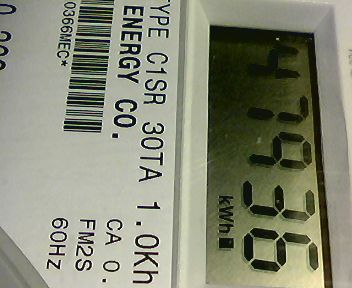 47936
kWh
TYPE C1SR 30TA 1.0Kh
ENERGY CO.
CA 0.
0366MEC*
FM2S
60HZ